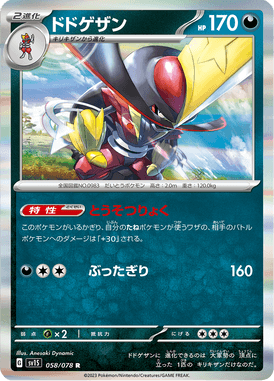 2進化
ドドゲザン
HP 170
キリキザンから進化
全国図鑑 NO.0983 だいとうポケモン 高さ：2.0m 重さ：120.0kg
特性 とうそつりょく
このポケモンがいるかぎり、自分のたねポケモンが使うワザの、相手のバトル
ポケモンへのダメージは「+30」される。
ぶったぎり 160
弱点 ×2 抵抗力 にげる
Illus. Anesaki Dynamic
ドドゲザンに 進化できるのは 大軍勢の 頂点
に立った 1匹の キリキザンだけなのだ。
G SV1S 058/078 R
©2023 Pokémon/Nintendo/Creatures/GAME FREAK.